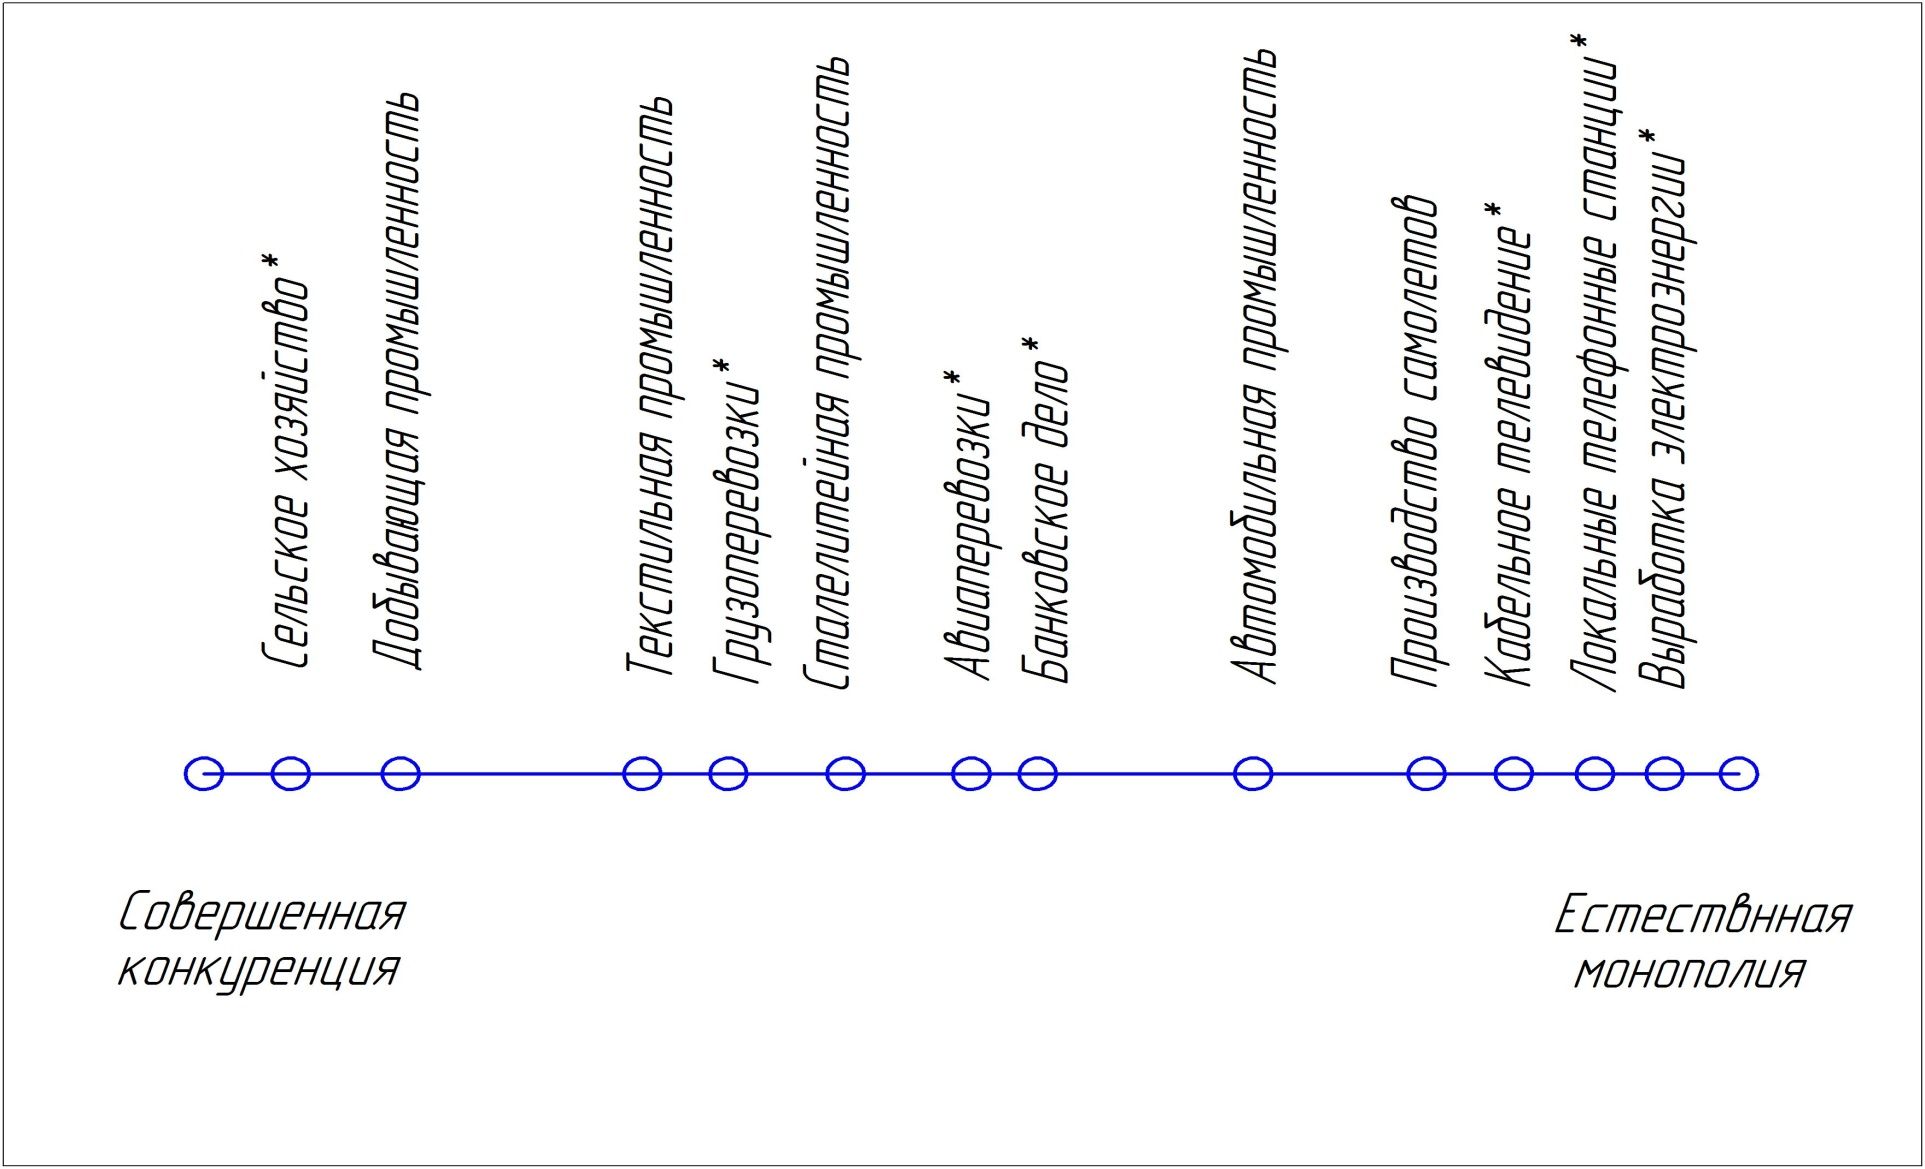 Сельское хозяйство*
Добывающая промышленность
Текстильная промышленность
Грузоперевозки*
Сталелитейна промышленность
Авиаперевозки*
Банковское дело*
Автомобильная промышленность
Производство самолетов
Кабельное телевидение*
Локальные телефонные станции*
Выработка электроэнергии*
Совершенная
конкуренция
Естествнная
монополия